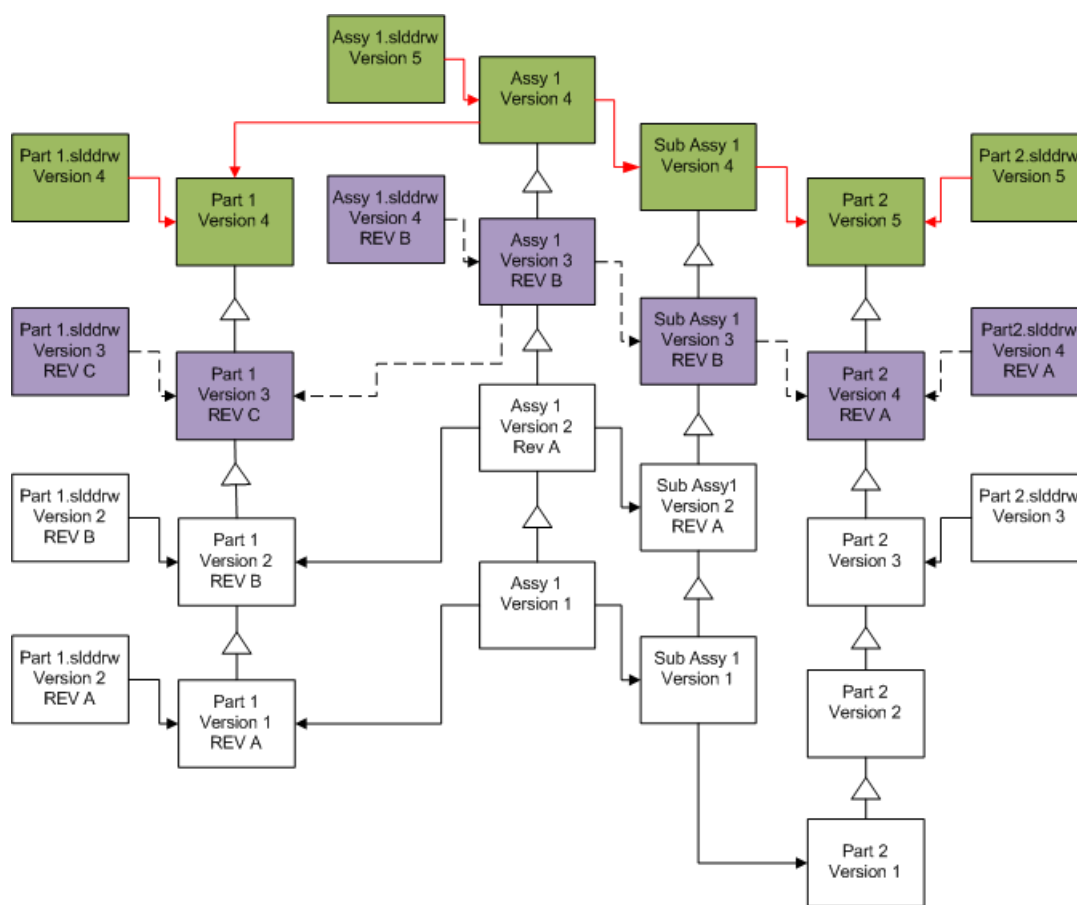 Assy 1.slddrw
Version 5
Assy 1
Version 4
Sub Assy 1
Version 4
Part 1.slddrw
Version 4
Part 2.slddrw
Version 5
Part 1
Version 4
Assy 1.slddrw
Version 4
REV B
Part 2
Version 5
Assy 1
Version 3
REV B
Sub Assy 1
Version 3
REV B
Part 1.slddrw
Version 3
REV C
Part2.slddrw
Version 4
REV A
Part 1
Version 3
REV C
Part 2
Version 4
REV A
Assy 1
Version 2
Rev A
Sub Assy1
Version 2
REV A
Part 1.slddrw
Version 2
REV B
Part 2.slddrw
Version 3
Part 1
Version 2
REV B
Part 2
Version 3
Assy 1
Version 1
Part 1.slddrw
Version 2
REV A
Sub Assy 1
Version 1
Part 1
Version 1
REV A
Part 2
Version 2
Part 2
Version 1